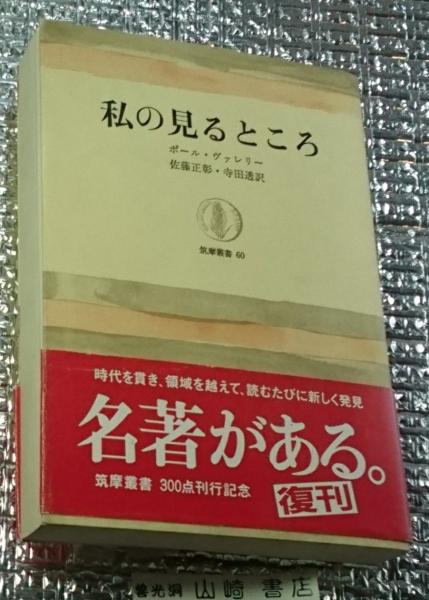 私の見るところ
ポール・ヴァレリー
佐藤正彰・寺田透訳
筑摩叢書 60
時代を貫き、領域を越えて、読むたびに新しく発見
名著がある。
筑摩叢書 300点刊行記念
復刊
山崎書店